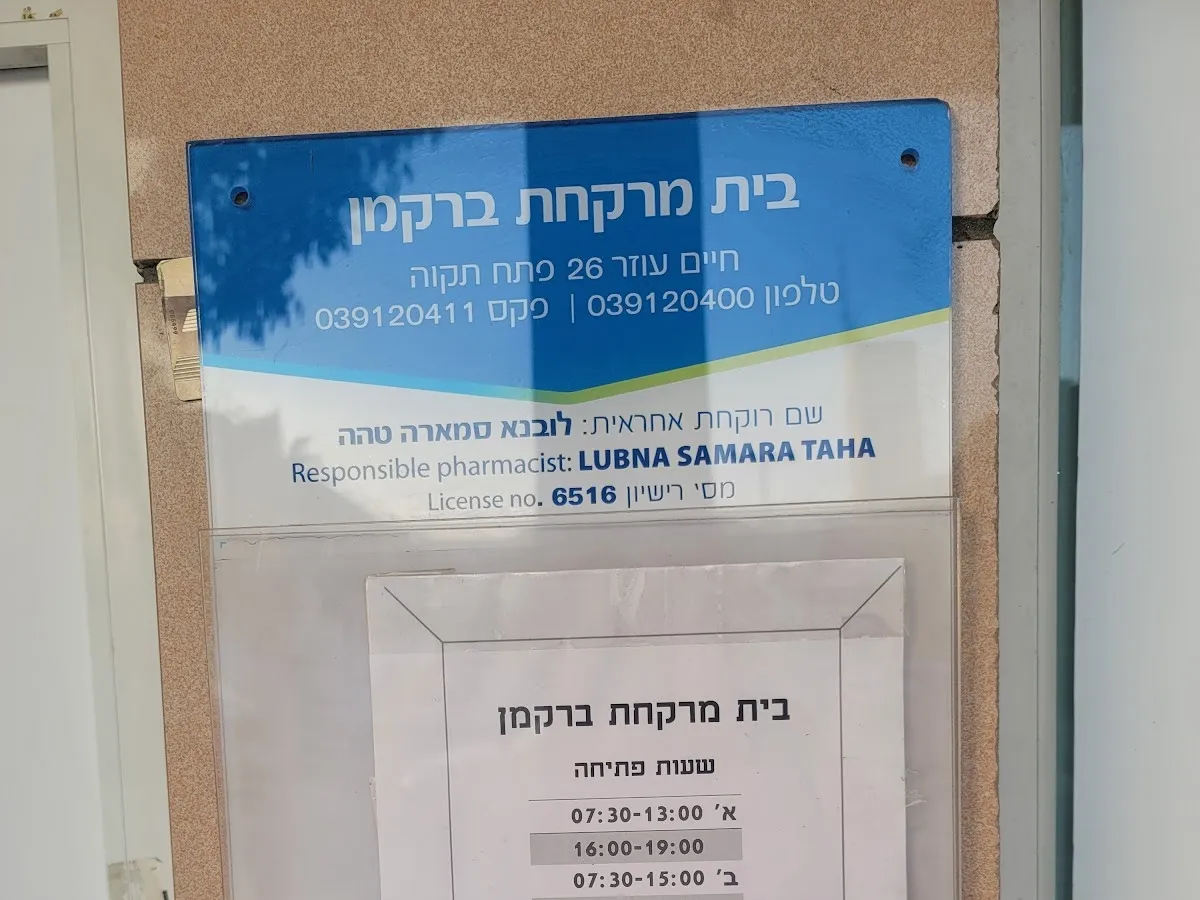 בית מרקחת ברקמן
חיים עוזר 26 פתח תקוה
טלפון 039120400 | פקס 039120411
שם רוקחת אחראית: לובנא סמארה טהה
Responsible pharmacist: LUBNA SAMARA TAHA
License no. 6516 מס' רישיון
בית מרקחת ברקמן
שעות פתיחה
א' 07:30-13:00
16:00-19:00
ב' 07:30-15:00